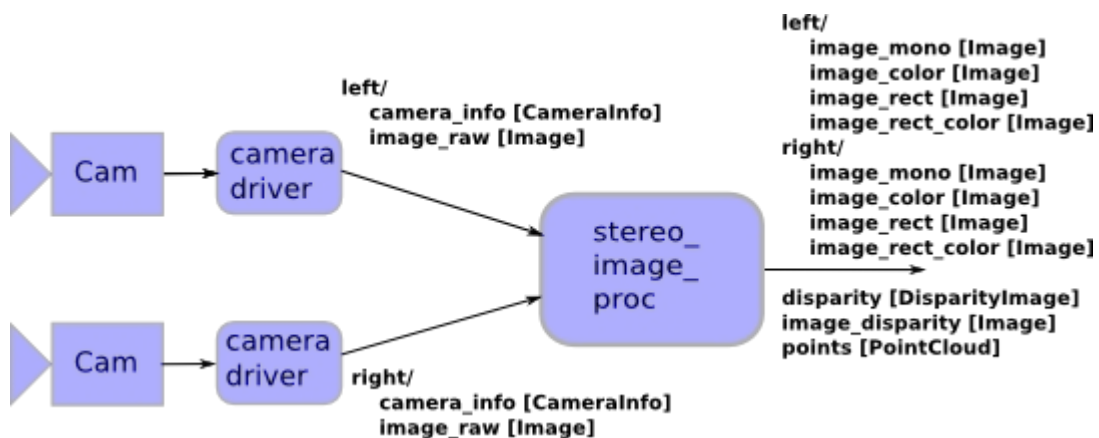 left/
camera_info [CameraInfo]
image_raw [Image]
Cam
camera
driver
Cam
camera
driver
right/
camera_info [CameraInfo]
image_raw [Image]
stereo_
image_
proc
left/
image_mono [Image]
image_color [Image]
image_rect [Image]
image_rect_color [Image]
right/
image_mono [Image]
image_color [Image]
image_rect [Image]
image_rect_color [Image]
disparity [DisparityImage]
image_disparity [Image]
points [PointCloud]